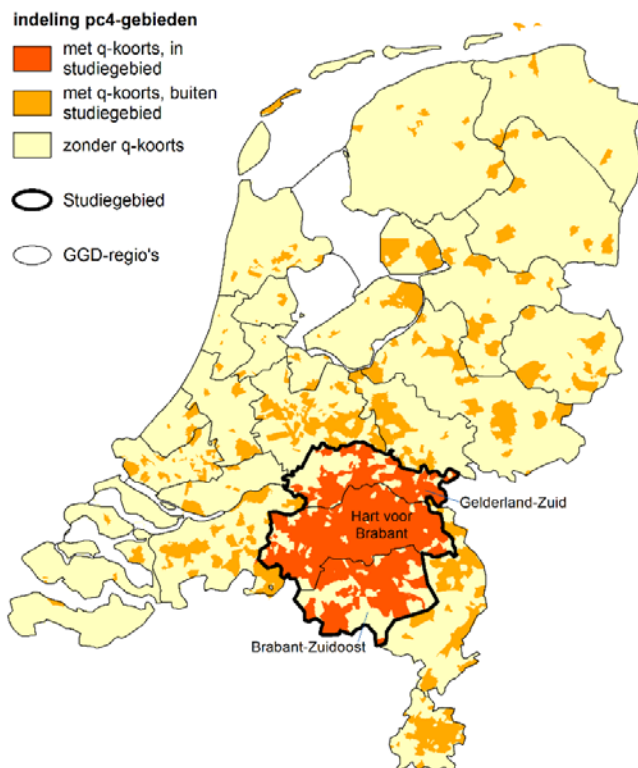 indeling pc4-gebieden
met q-koorts, in
studiegebied
met q-koorts, buiten
studiegebied
zonder q-koorts
Studiegebied
GGD-regio's
Gelderland-Zuid
Hart voor
Brabant
Brabant-Zuidoost